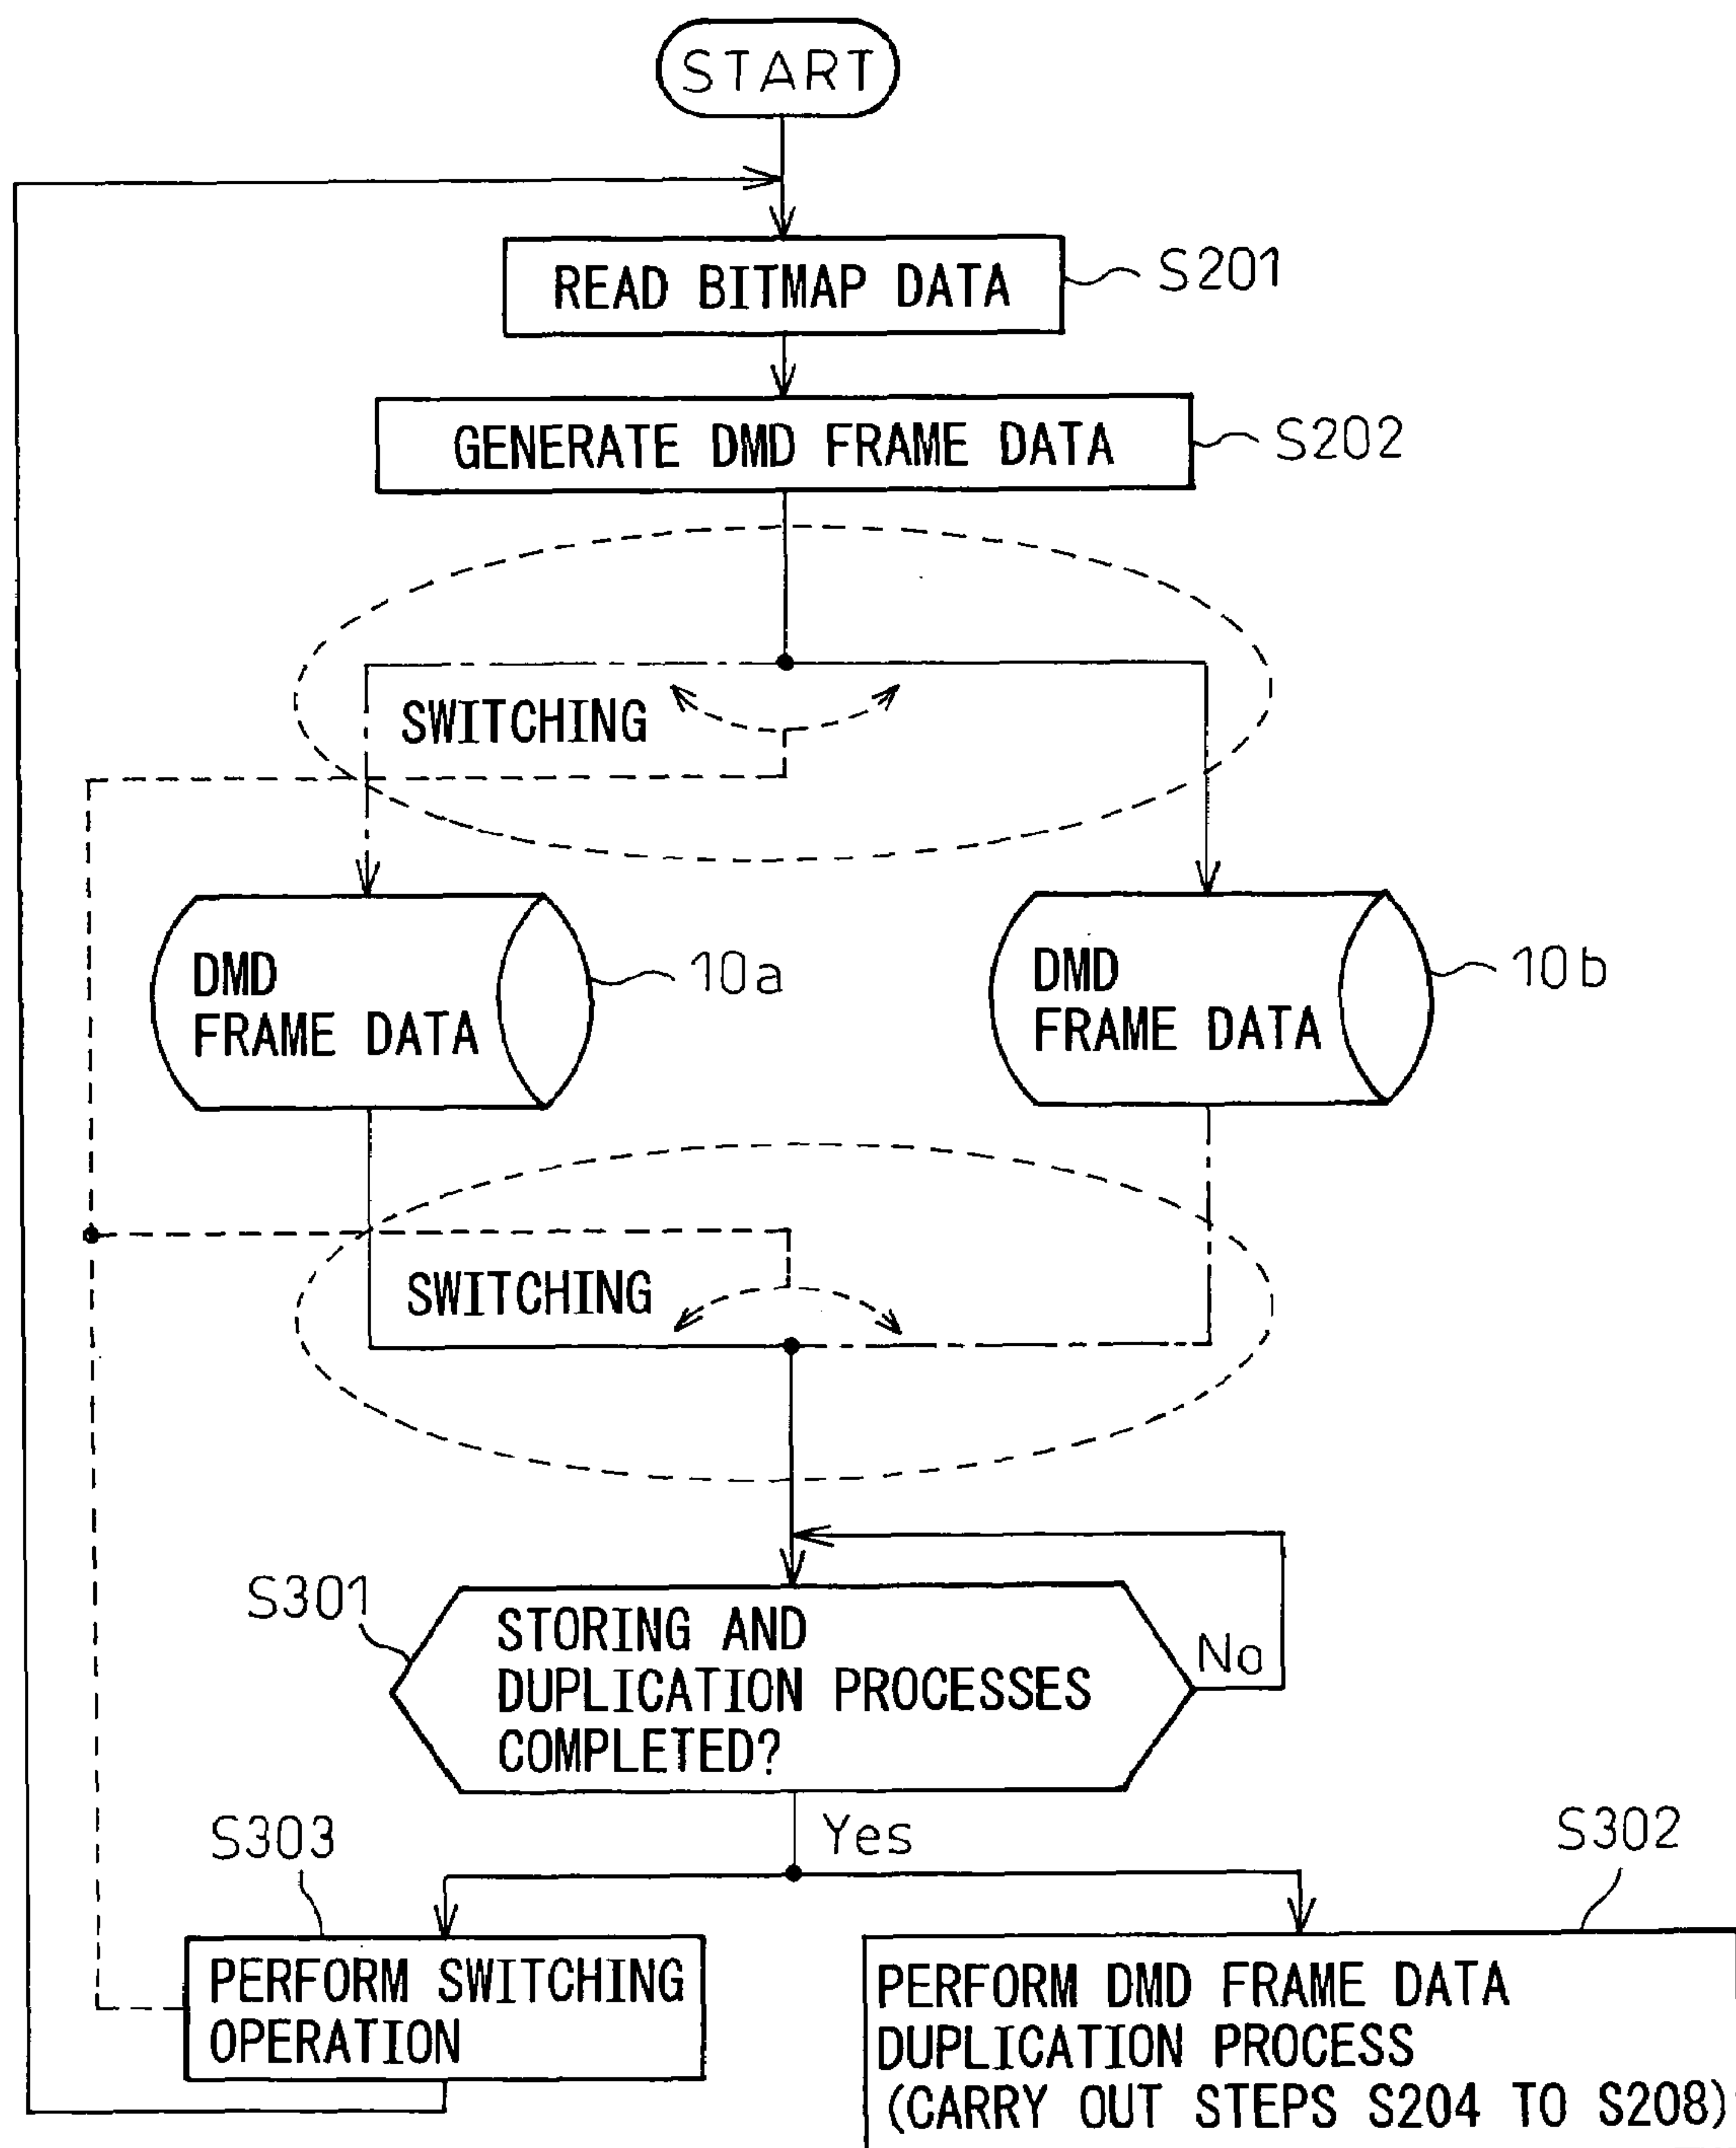 START
READ BITMAP DATA
S201
GENERATE DMD FRAME DATA
S202
SWITCHING
DMD
FRAME DATA
10a
DMD
FRAME DATA
10b
SWITCHING
S301
STORING AND
DUPLICATION PROCESSES
COMPLETED?
No
Yes
S303
S302
PERFORM SWITCHING
OPERATION
PERFORM DMD FRAME DATA
DUPLICATION PROCESS
(CARRY OUT STEPS S204 TO S208)